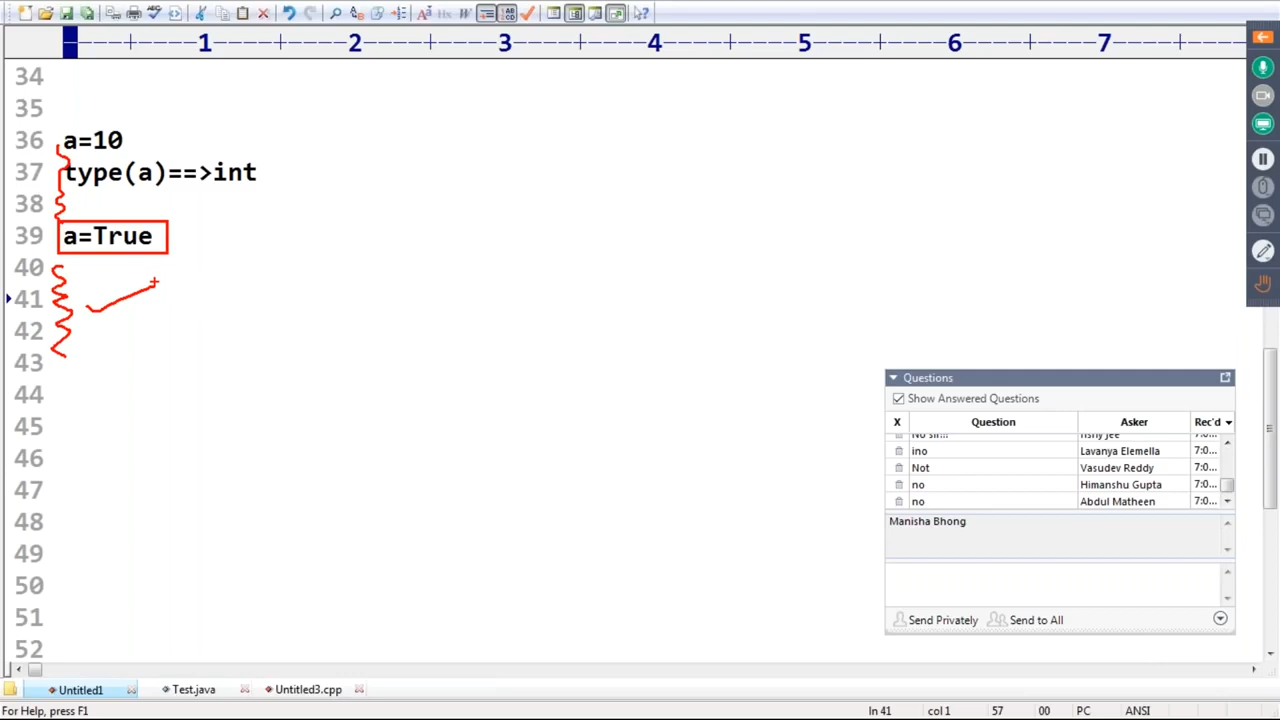 1 2 3 4 5 6 7
34
35
36 a=10
37 type(a)==>int
38
39 a=True
40
41
42
43
44
45
46
47
48
49
50
51
52
Questions
Show Answered Questions
X Question Asker Rec'd
ino Lavanya Elemella 7:0...
Not Vasudev Reddy 7:0...
no Himanshu Gupta 7:0...
no Abdul Matheen 7:0...
Manisha Bhong
Send Privately Send to All
Untitled1 Test.java Untitled3.cpp
For Help, press F1 ln 41 col 1 57 00 PC ANSI